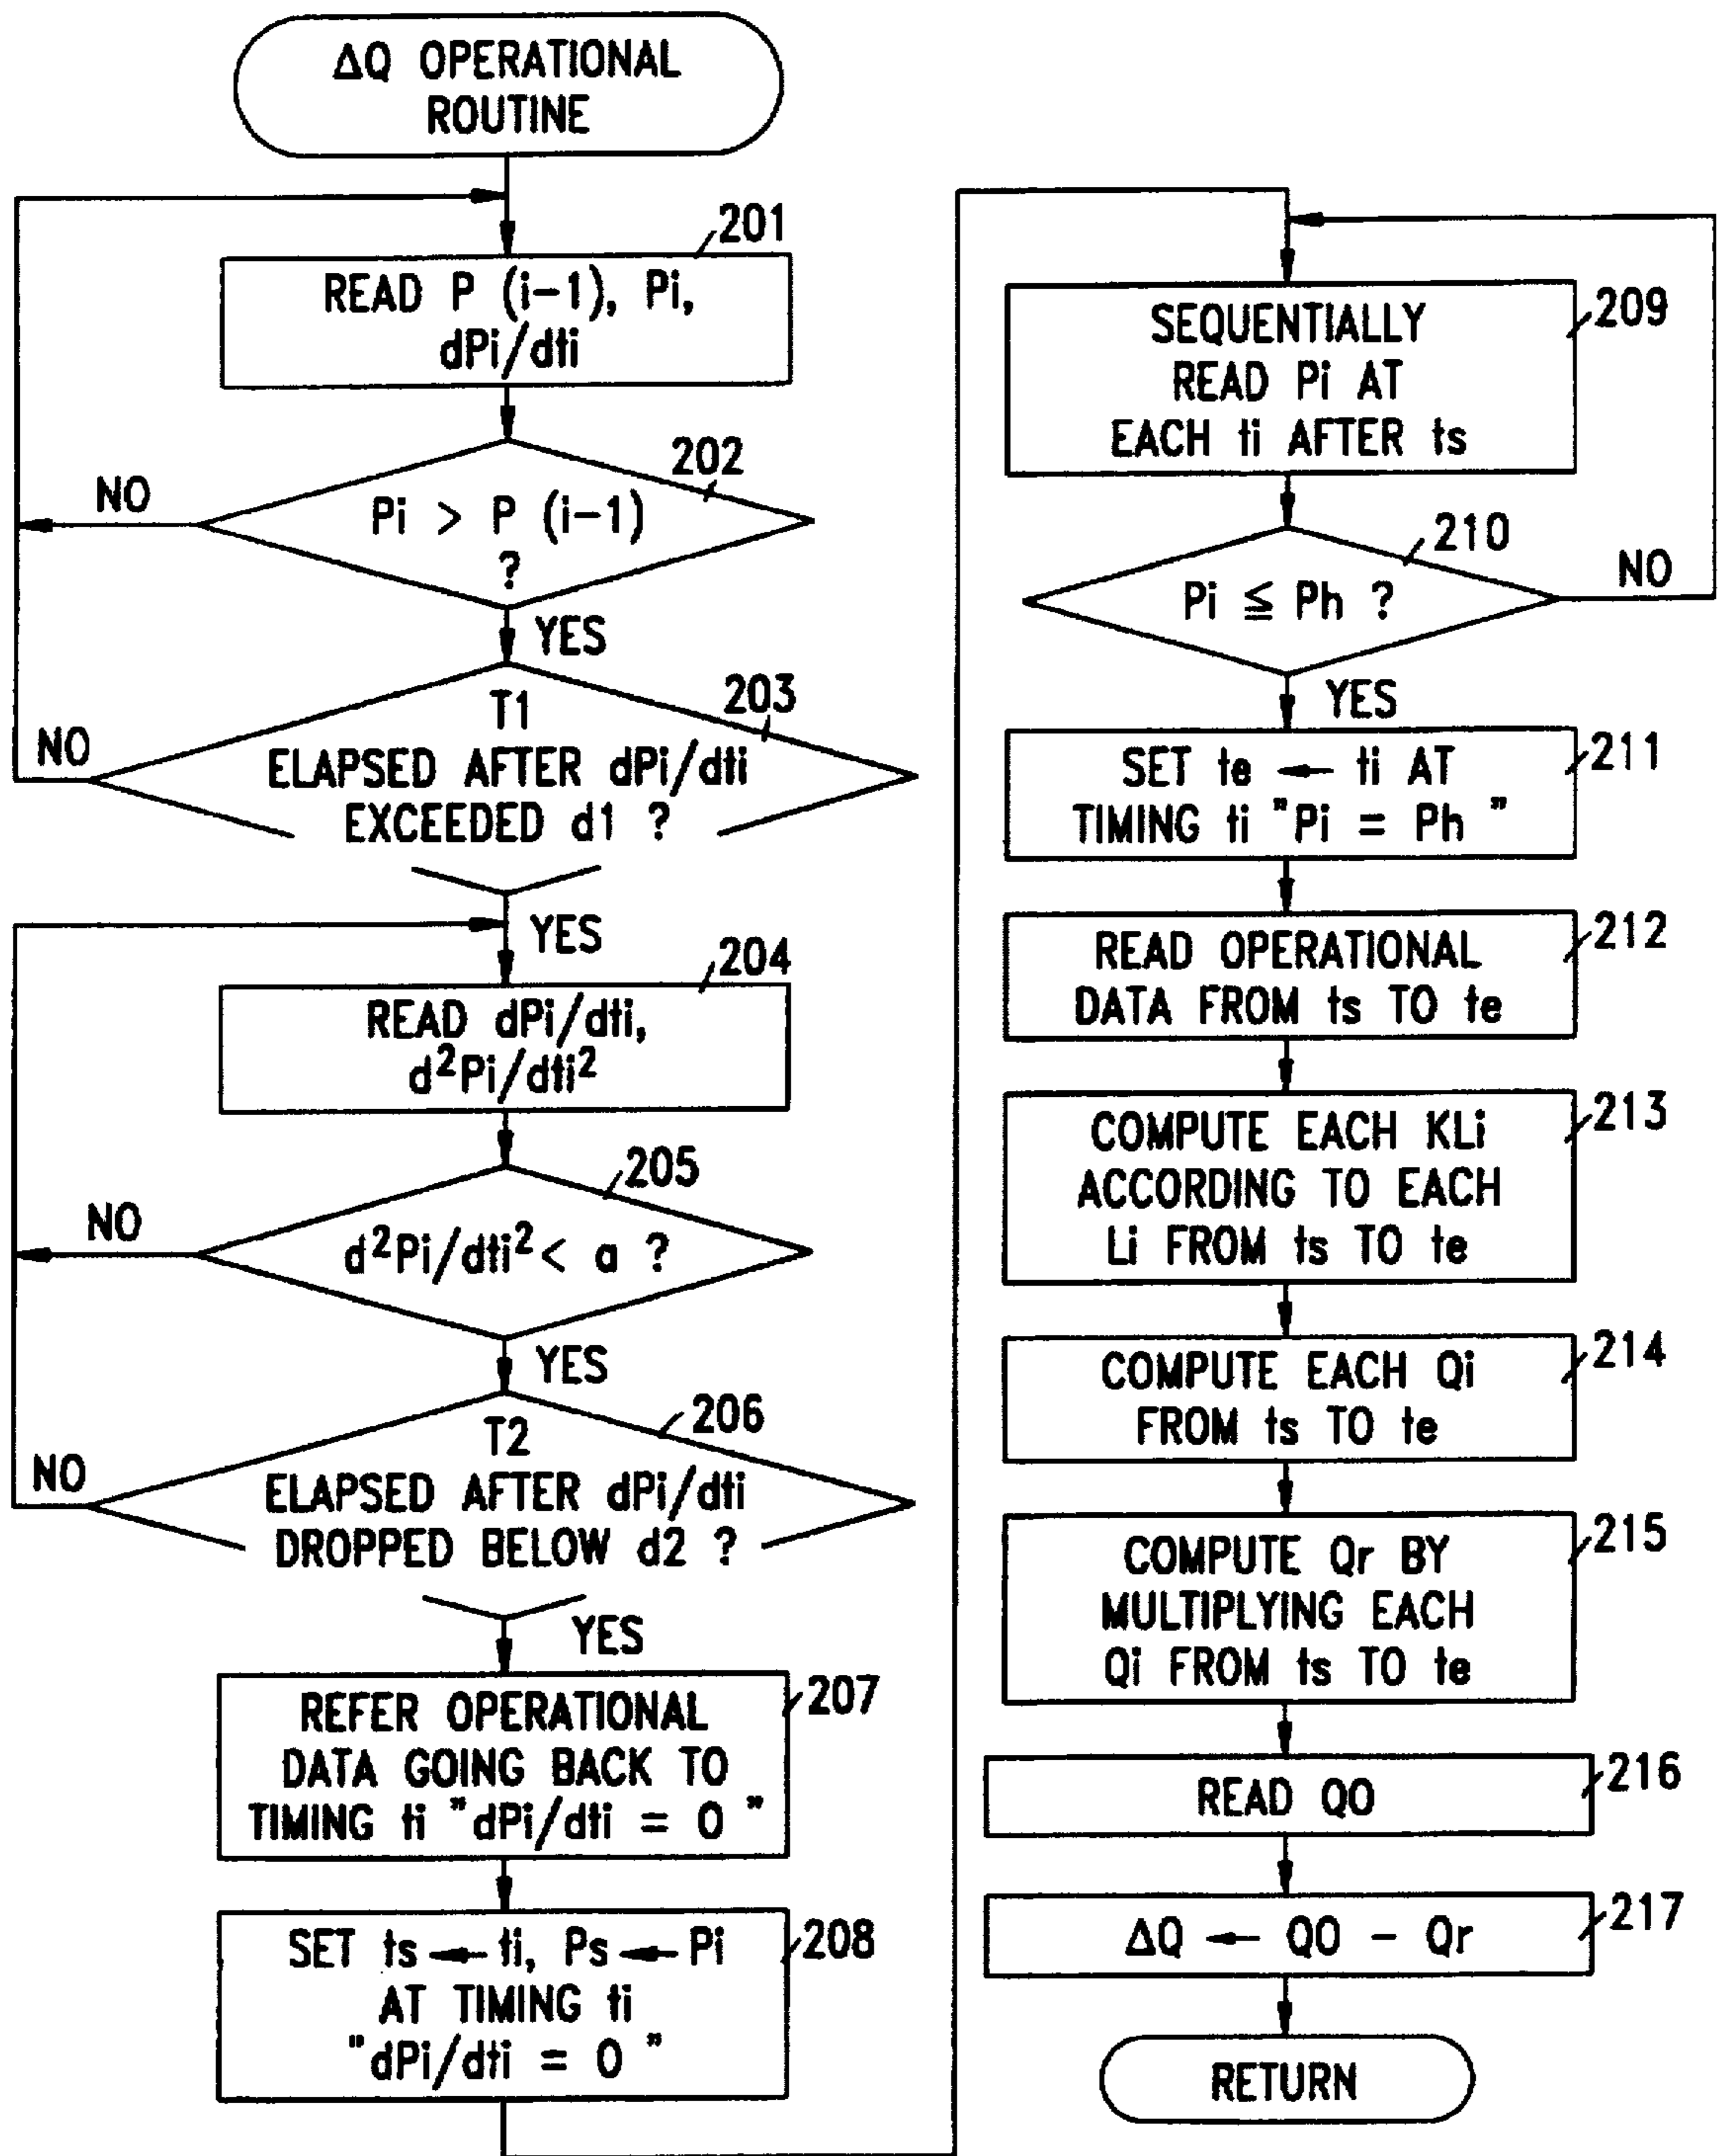 ΔQ OPERATIONAL
ROUTINE
201
READ P (i-1), Pi,
dPi/dti
202
NO
Pi > P (i-1)
?
YES
203
T1
NO
ELAPSED AFTER dPi/dti
EXCEEDED d1 ?
YES
204
READ dPi/dti,
d²Pi/dti²
205
NO
d²Pi/dti² < a ?
YES
206
T2
NO
ELAPSED AFTER dPi/dti
DROPPED BELOW d2 ?
YES
207
REFER OPERATIONAL
DATA GOING BACK TO
TIMING ti "dPi/dti = 0 "
208
SET ts ← ti, Ps ← Pi
AT TIMING ti
"dPi/dti = 0 "
209
SEQUENTIALLY
READ Pi AT
EACH ti AFTER ts
210
NO
Pi ≦ Ph ?
YES
211
SET te ← ti AT
TIMING ti "Pi = Ph "
212
READ OPERATIONAL
DATA FROM ts TO te
213
COMPUTE EACH KLi
ACCORDING TO EACH
Li FROM ts TO te
214
COMPUTE EACH Qi
FROM ts TO te
215
COMPUTE Qr BY
MULTIPLYING EACH
Qi FROM ts TO te
216
READ Q0
217
ΔQ ← Q0 - Qr
RETURN